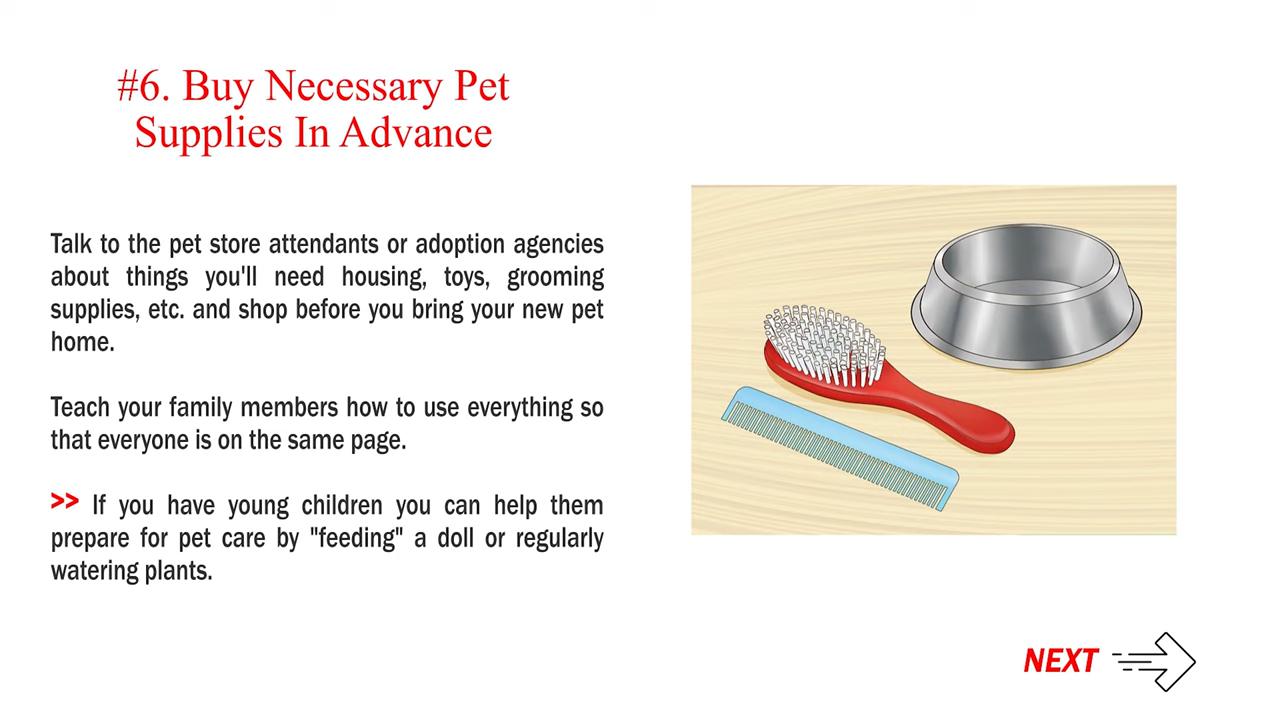 #6. Buy Necessary Pet
Supplies In Advance
Talk to the pet store attendants or adoption agencies
about things you'll need housing, toys, grooming
supplies, etc. and shop before you bring your new pet
home.
Teach your family members how to use everything so
that everyone is on the same page.
>> If you have young children you can help them
prepare for pet care by "feeding" a doll or regularly
watering plants.
NEXT